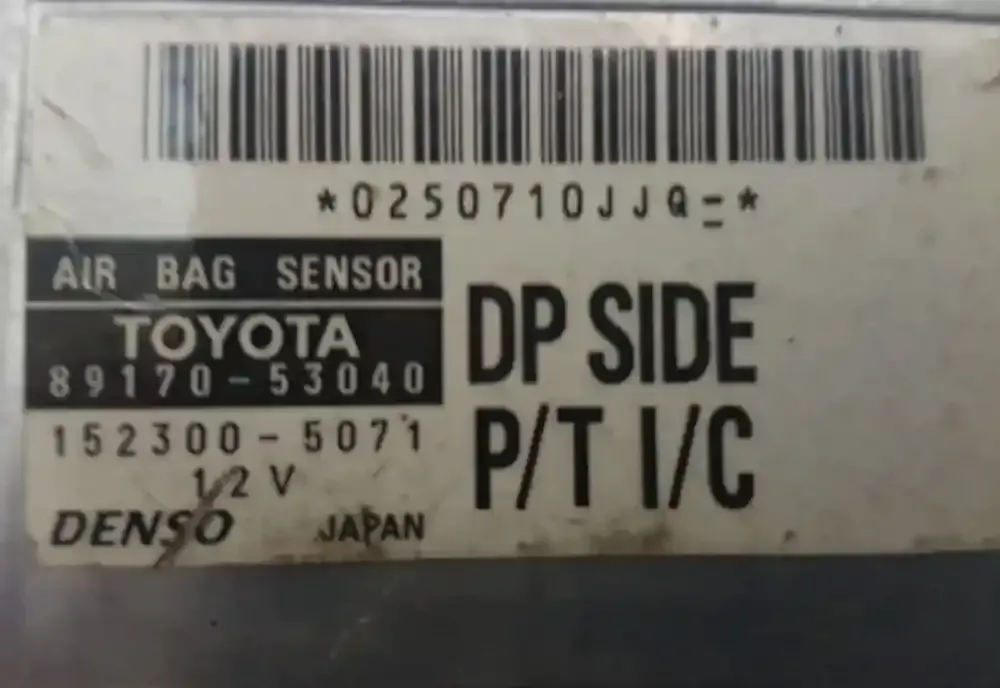 *0250710JJQ=*
AIR BAG SENSOR
TOYOTA
89170-53040
152300-5071
12V
DENSO JAPAN
DP SIDE
P/T I/C